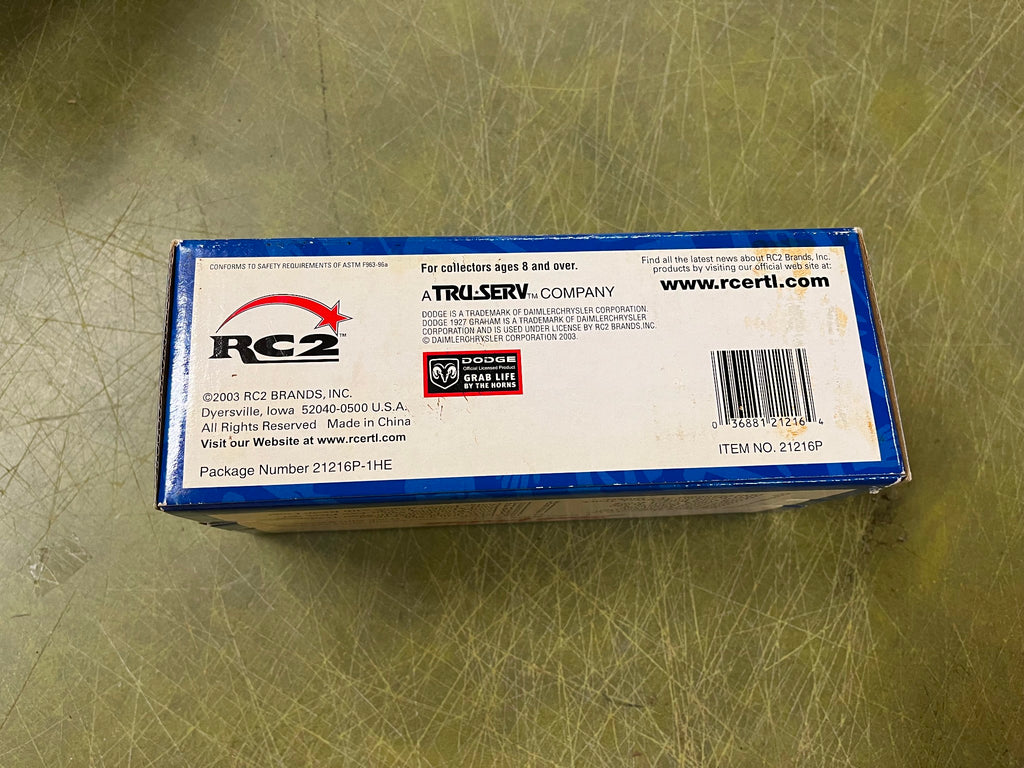 CONFORMS TO SAFETY REQUIREMENTS OF ASTM F963-96a
RC2™
©2003 RC2 BRANDS, INC.
Dyersville, Iowa 52040-0500 U.S.A.
All Rights Reserved Made in China
Visit our Website at www.rcertl.com
Package Number 21216P-1HE
For collectors ages 8 and over.
A TRU-SERV™ COMPANY
DODGE IS A TRADEMARK OF DAIMLERCHRYSLER CORPORATION.
DODGE 1927 GRAHAM IS A TRADEMARK OF DAIMLERCHRYSLER
CORPORATION AND IS USED UNDER LICENSE BY RC2 BRANDS,INC.
© DAIMLERCHRYSLER CORPORATION 2003.
DODGE
Official Licensed Product
GRAB LIFE
BY THE HORNS
Find all the latest news about RC2 Brands, Inc.
products by visiting our official web site at:
www.rcertl.com
0 36881 21216 4
ITEM NO. 21216P